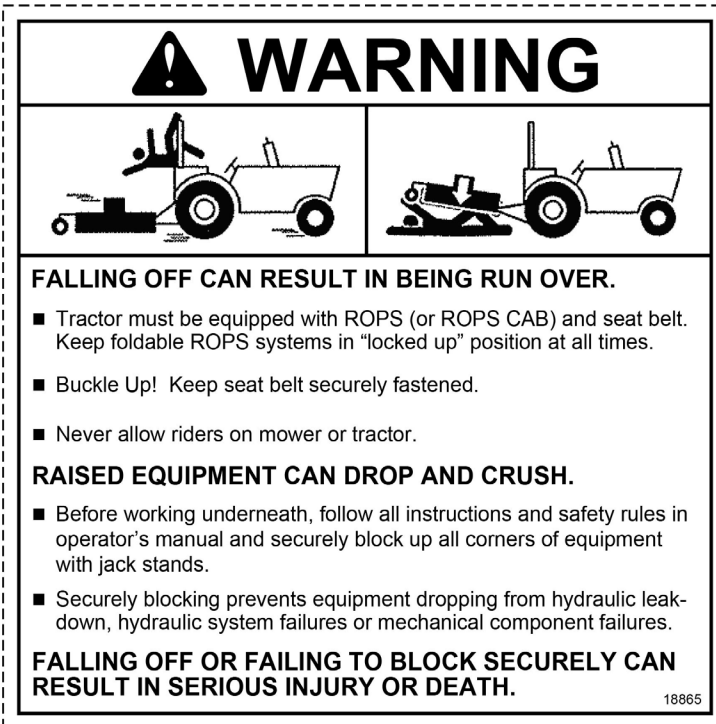 WARNING
FALLING OFF CAN RESULT IN BEING RUN OVER.
■ Tractor must be equipped with ROPS (or ROPS CAB) and seat belt.
Keep foldable ROPS systems in “locked up” position at all times.
■ Buckle Up!  Keep seat belt securely fastened.
■ Never allow riders on mower or tractor.
RAISED EQUIPMENT CAN DROP AND CRUSH.
■ Before working underneath, follow all instructions and safety rules in
operator’s manual and securely block up all corners of equipment
with jack stands.
■ Securely blocking prevents equipment dropping from hydraulic leak-
down, hydraulic system failures or mechanical component failures.
FALLING OFF OR FAILING TO BLOCK SECURELY CAN
RESULT IN SERIOUS INJURY OR DEATH.
18865